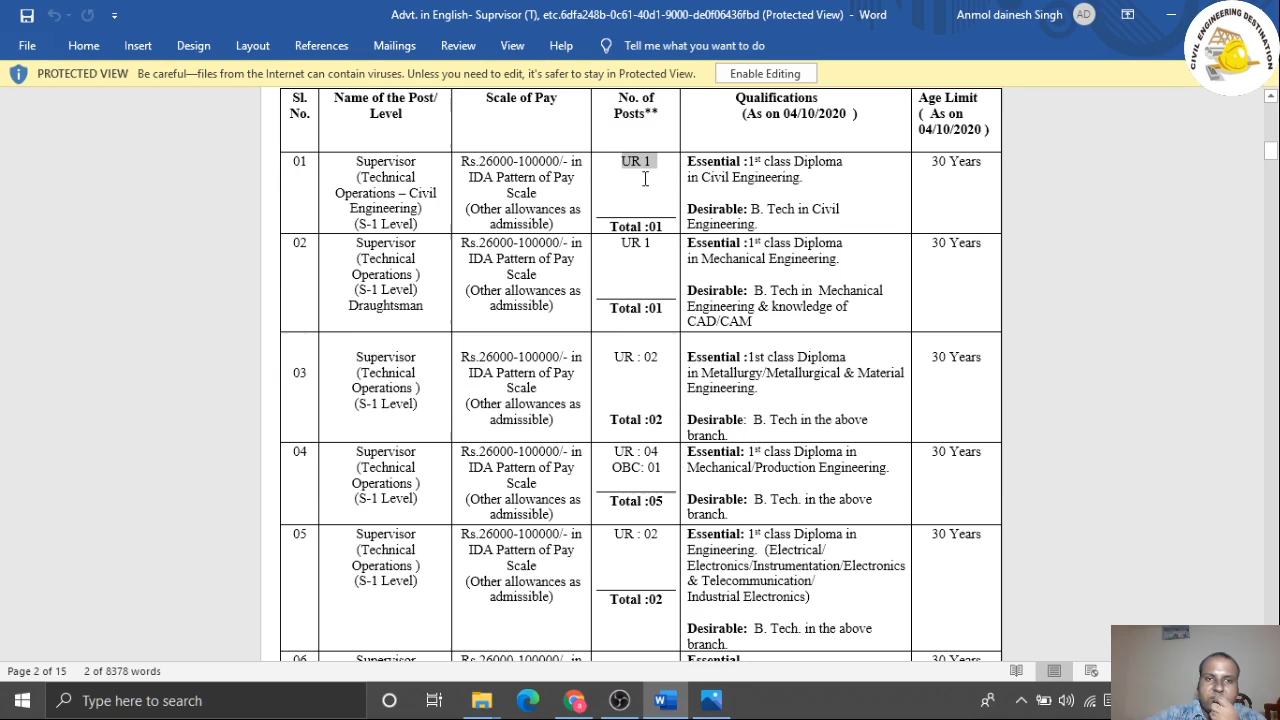 Advt. in English- Suprvisor (T), etc.6dfa248b-0c61-40d1-9000-de0f06436fbd (Protected View) - Word
Anmol dainesh Singh
AD
CIVIL ENGINEERING DESTINATION
File
Home
Insert
Design
Layout
References
Mailings
Review
View
Help
Tell me what you want to do
PROTECTED VIEW
Be careful—files from the Internet can contain viruses. Unless you need to edit, it's safer to stay in Protected View.
Enable Editing
Sl.
No.
Name of the Post/
Level
Scale of Pay
No. of
Posts**
Qualifications
(As on 04/10/2020 )
Age Limit
( As on
04/10/2020 )
01
Supervisor
(Technical
Operations – Civil
Engineering)
(S-1 Level)
Rs.26000-100000/- in
IDA Pattern of Pay
Scale
(Other allowances as
admissible)
UR 1
Total :01
Essential :1st class Diploma
in Civil Engineering.
Desirable: B. Tech in Civil
Engineering.
30 Years
02
Supervisor
(Technical
Operations )
(S-1 Level)
Draughtsman
Rs.26000-100000/- in
IDA Pattern of Pay
Scale
(Other allowances as
admissible)
UR 1
Total :01
Essential :1st class Diploma
in Mechanical Engineering.
Desirable: B. Tech in Mechanical
Engineering & knowledge of
CAD/CAM
30 Years
03
Supervisor
(Technical
Operations )
(S-1 Level)
Rs.26000-100000/- in
IDA Pattern of Pay
Scale
(Other allowances as
admissible)
UR : 02
Total :02
Essential :1st class Diploma
in Metallurgy/Metallurgical & Material
Engineering.
Desirable: B. Tech in the above
branch.
30 Years
04
Supervisor
(Technical
Operations )
(S-1 Level)
Rs.26000-100000/- in
IDA Pattern of Pay
Scale
(Other allowances as
admissible)
UR : 04
OBC: 01
Total :05
Essential: 1st class Diploma in
Mechanical/Production Engineering.
Desirable: B. Tech. in the above
branch.
30 Years
05
Supervisor
(Technical
Operations )
(S-1 Level)
Rs.26000-100000/- in
IDA Pattern of Pay
Scale
(Other allowances as
admissible)
UR : 02
Total :02
Essential: 1st class Diploma in
Engineering. (Electrical/
Electronics/Instrumentation/Electronics
& Telecommunication/
Industrial Electronics)
Desirable: B. Tech. in the above
branch.
30 Years
06
Supervisor
Rs.26000-100000/- in
Essential
30 Years
Page 2 of 15
2 of 8378 words
Type here to search